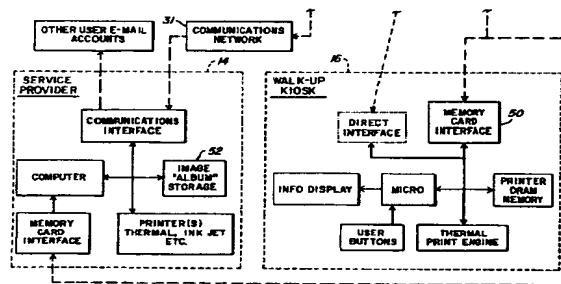 OTHER USER E-MAIL
ACCOUNTS
31
COMMUNICATIONS
NETWORK
14
SERVICE
PROVIDER
COMMUNICATIONS
INTERFACE
COMPUTER
52
IMAGE
"ALBUM"
STORAGE
MEMORY
CARD
INTERFACE
PRINTER(S)
THERMAL, INK JET
ETC.
16
WALK-UP
KIOSK
DIRECT
INTERFACE
MEMORY
CARD
INTERFACE
50
INFO DISPLAY
MICRO
PRINTER
DRAM
MEMORY
USER
BUTTONS
THERMAL
PRINT ENGINE